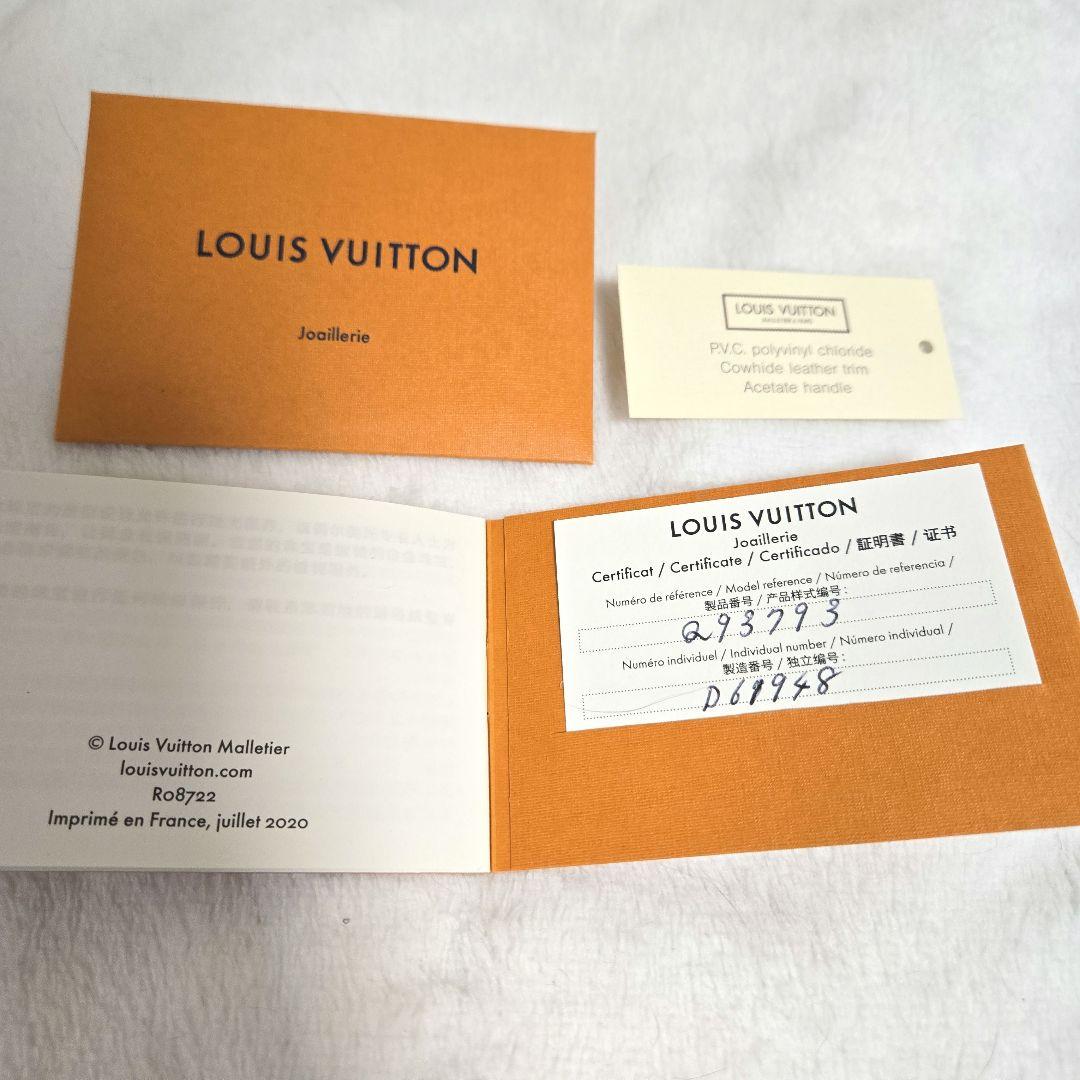 LOUIS VUITTON
Joaillerie
LOUIS VUITTON
P.V.C. polyvinyl chloride
Cowhide leather trim
Acetate handle
© Louis Vuitton Malletier
louisvuitton.com
R08722
Imprimé en France, juillet 2020
LOUIS VUITTON
Joaillerie
Certificat / Certificate / Certificado / 証明書 / 证书
Numéro de référence / Model reference / Número de referencia /
製品番号 / 产品样式编号:
Q93793
Numéro individuel / Individual number / Número individual /
製造番号 / 独立编号:
D61948